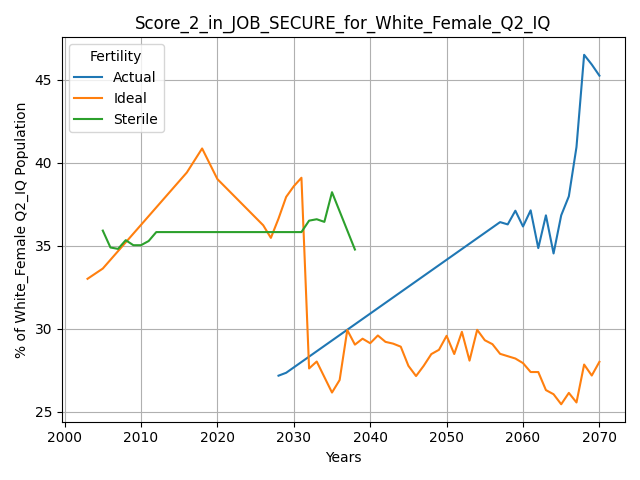 Score_2_in_JOB_SECURE_for_White_Female_Q2_IQ
Fertility
Actual
Ideal
Sterile
% of White_Female Q2_IQ Population
45
40
35
30
25
2000 2010 2020 2030 2040 2050 2060 2070
Years